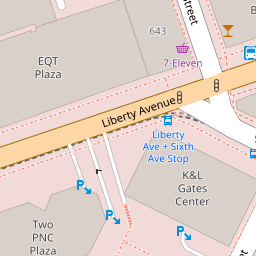 Street
643
B
EQT
Plaza
7-Eleven
Liberty Avenue
Liberty
Ave + Sixth
Ave Stop
K&L
Gates
Center
P
P
P
Two
PNC
Plaza